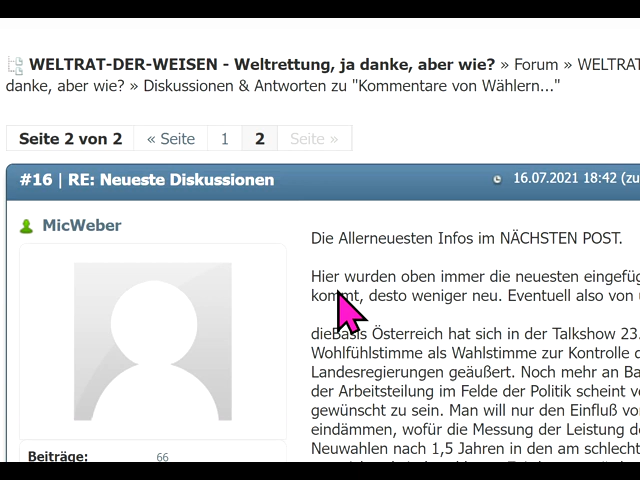 WELTRAT-DER-WEISEN - Weltrettung, ja danke, aber wie? » Forum » WELTRAT
danke, aber wie? » Diskussionen & Antworten zu "Kommentare von Wählern..."
Seite 2 von 2 « Seite 1 2 Seite »
#16 | RE: Neueste Diskussionen 16.07.2021 18:42 (zu
MicWeber
Die Allerneuesten Infos im NÄCHSTEN POST.
Hier wurden oben immer die neuesten eingefüg
kommt, desto weniger neu. Eventuell also von
dieBasis Österreich hat sich in der Talkshow 23.
Wohlfühlstimme als Wahlstimme zur Kontrolle
Landesregierungen geäußert. Noch mehr an Ba
der Arbeitsteilung im Felde der Politik scheint
gewünscht zu sein. Man will nur den Einfluß
eindämmen, wofür die Messung der Leistung
Neuwahlen nach 1,5 Jahren in den am schlecht
Beiträge: 66